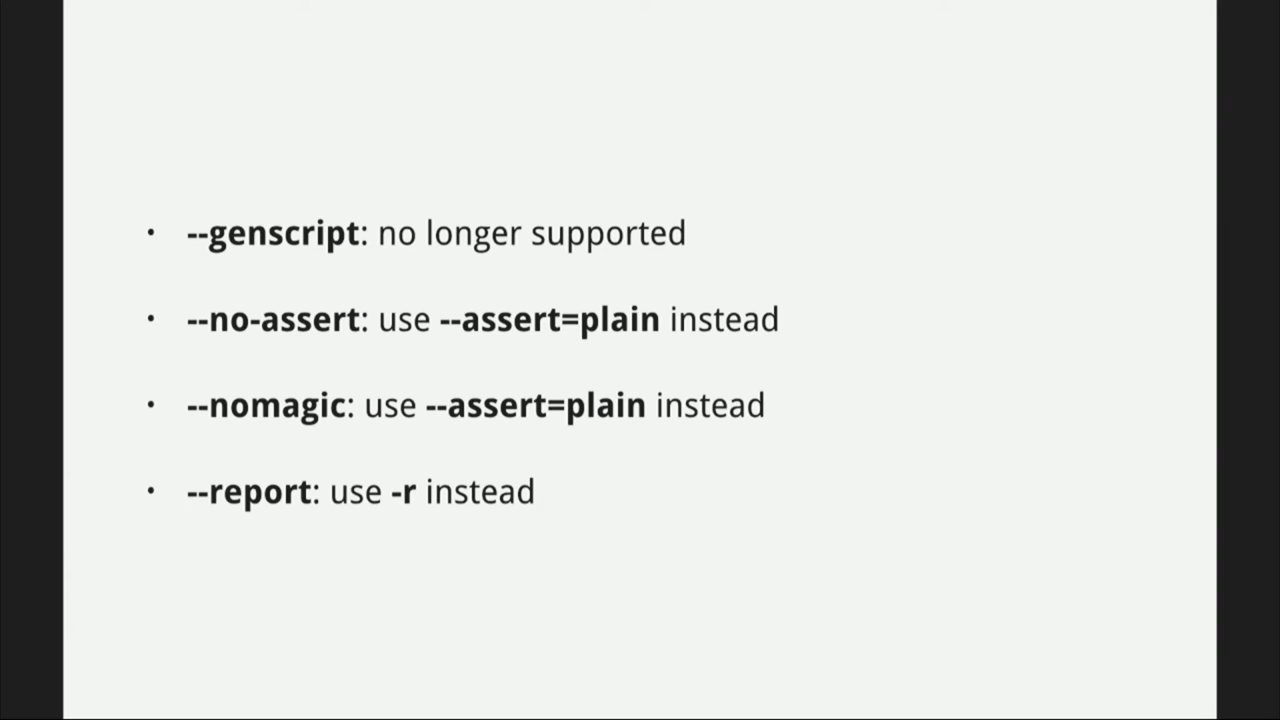 • --genscript: no longer supported
• --no-assert: use --assert=plain instead
• --nomagic: use --assert=plain instead
• --report: use -r instead